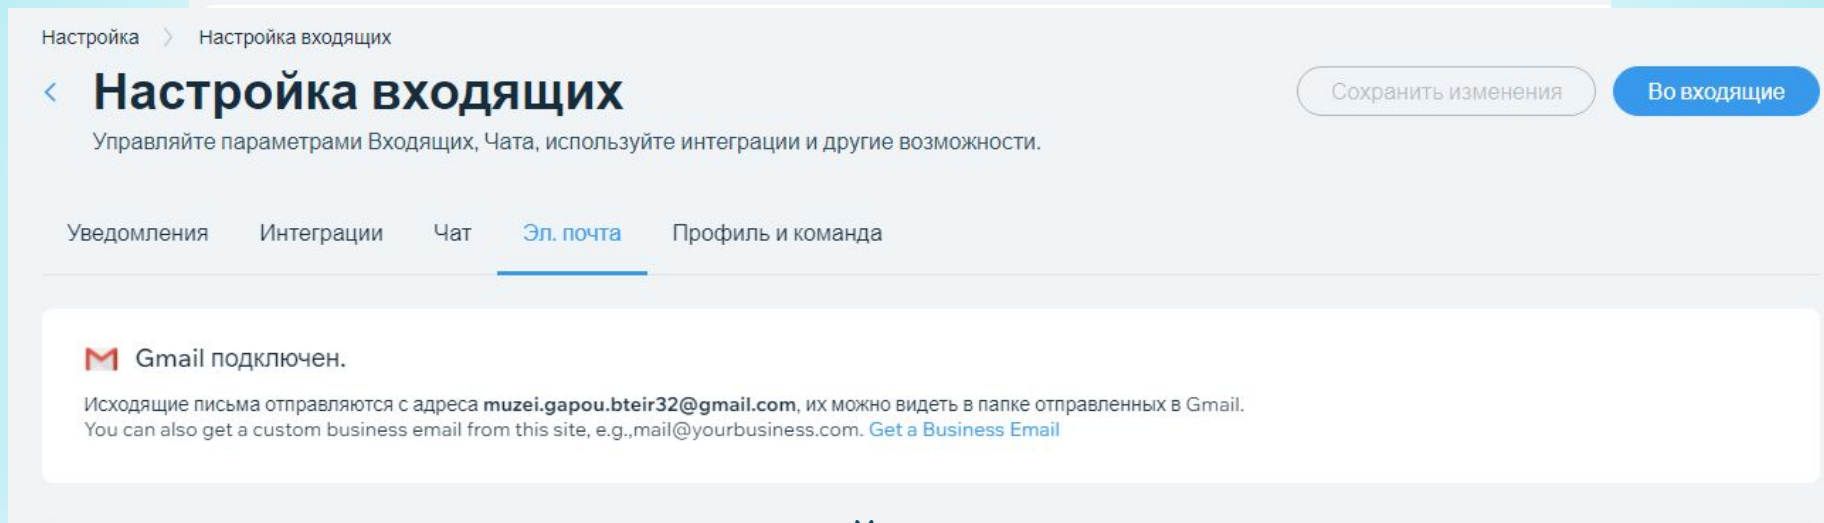 Настройка > Настройка входящих
Настройка входящих
Сохранить изменения
Во входящие
Управляйте параметрами Входящих, Чата, используйте интеграции и другие возможности.
Уведомления Интеграции Чат Эл. почта Профиль и команда
Gmail подключен.
Исходящие письма отправляются с адреса muzei.gapou.bteir32@gmail.com, их можно видеть в папке отправленных в Gmail.
You can also get a custom business email from this site, e.g.,mail@yourbusiness.com. Get a Business Email